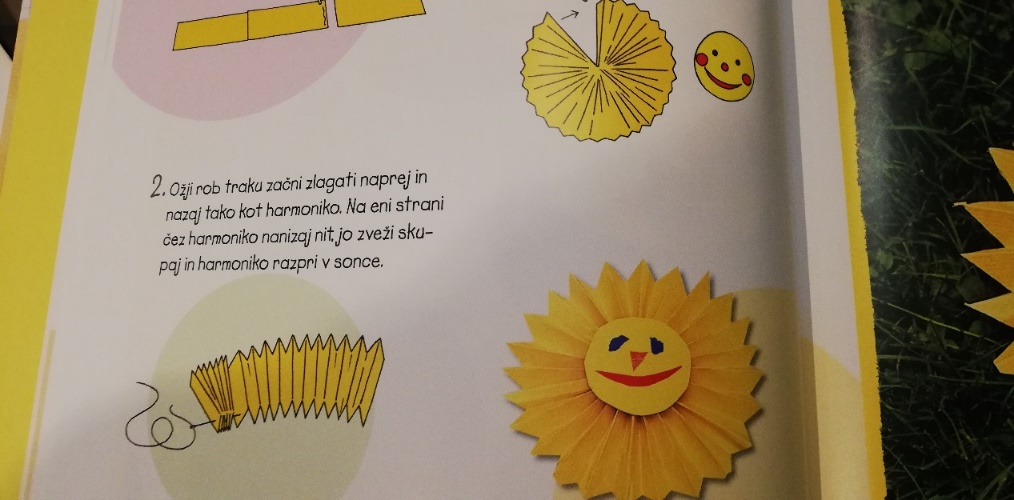 2. Ožji rob traku začni zlagati naprej in
nazaj tako kot harmoniko. Na eni strani
čez harmoniko nanizaj nit, jo zveži sku-
paj in harmoniko razpri v sonce.